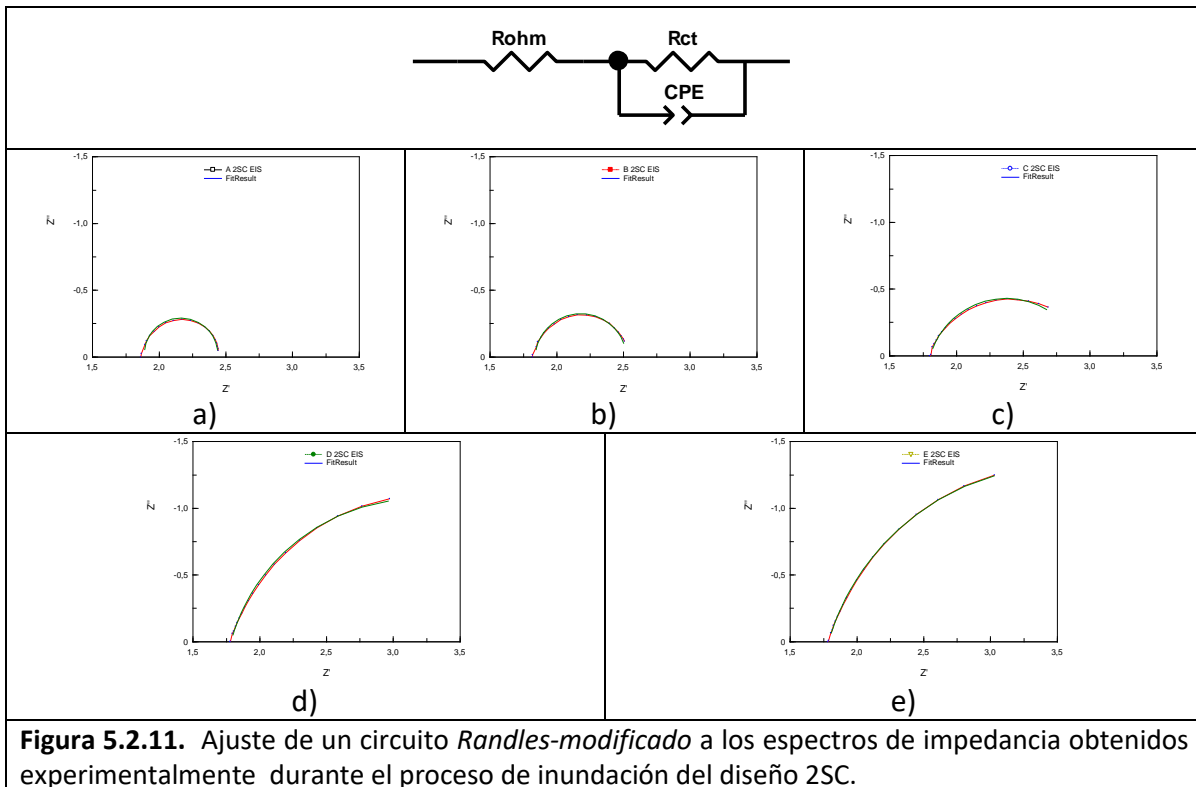 Rohm
Rct
CPE
A 2SC EIS
FitResult
-1,5
-1,0
-0,5
0
Z''
1,5 2,0 2,5 3,0 3,5
Z'
a)
B 2SC EIS
FitResult
-1,5
-1,0
-0,5
0
Z''
1,5 2,0 2,5 3,0 3,5
Z'
b)
C 2SC EIS
FitResult
-1,5
-1,0
-0,5
0
Z''
1,5 2,0 2,5 3,0 3,5
Z'
c)
D 2SC EIS
FitResult
-1,5
-1,0
-0,5
0
Z''
1,5 2,0 2,5 3,0 3,5
Z'
d)
E 2SC EIS
FitResult
-1,5
-1,0
-0,5
0
Z''
1,5 2,0 2,5 3,0 3,5
Z'
e)
Figura 5.2.11. Ajuste de un circuito Randles-modificado a los espectros de impedancia obtenidos
experimentalmente durante el proceso de inundación del diseño 2SC.